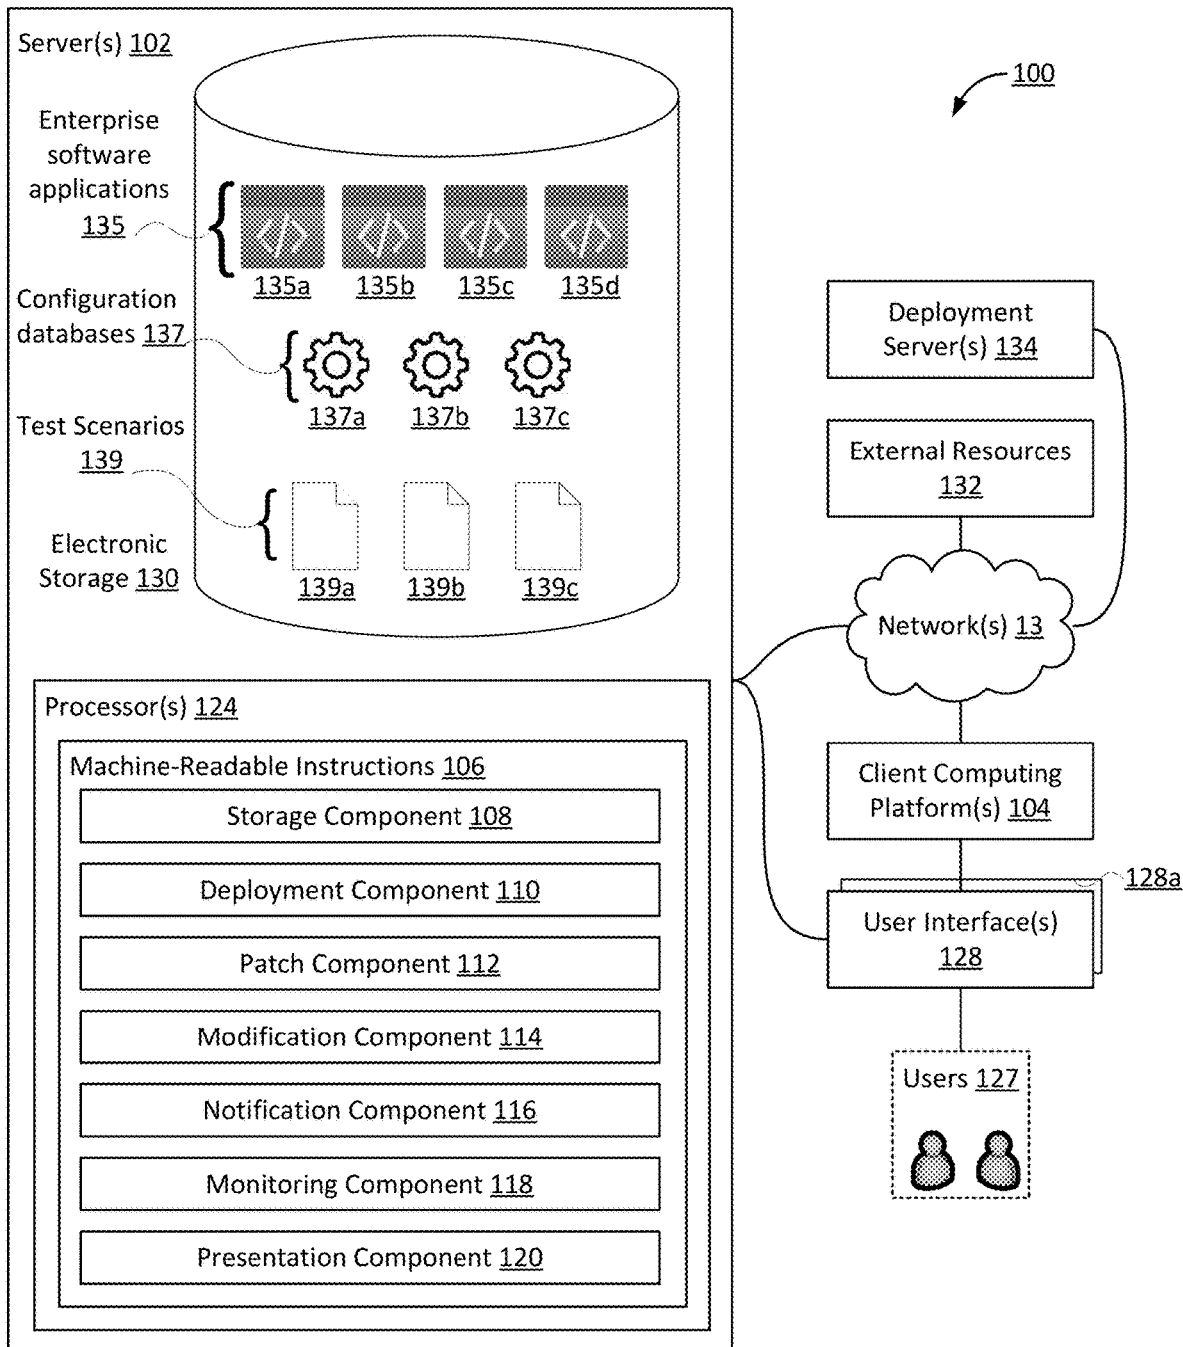 Server(s) 102
100
Enterprise
software
applications
135
135a 135b 135c 135d
Configuration
databases 137
137a 137b 137c
Test Scenarios
139
Electronic
Storage 130
139a 139b 139c
Deployment
Server(s) 134
External Resources
132
Network(s) 13
Client Computing
Platform(s) 104
128a
User Interface(s)
128
Users 127
Processor(s) 124
Machine-Readable Instructions 106
Storage Component 108
Deployment Component 110
Patch Component 112
Modification Component 114
Notification Component 116
Monitoring Component 118
Presentation Component 120